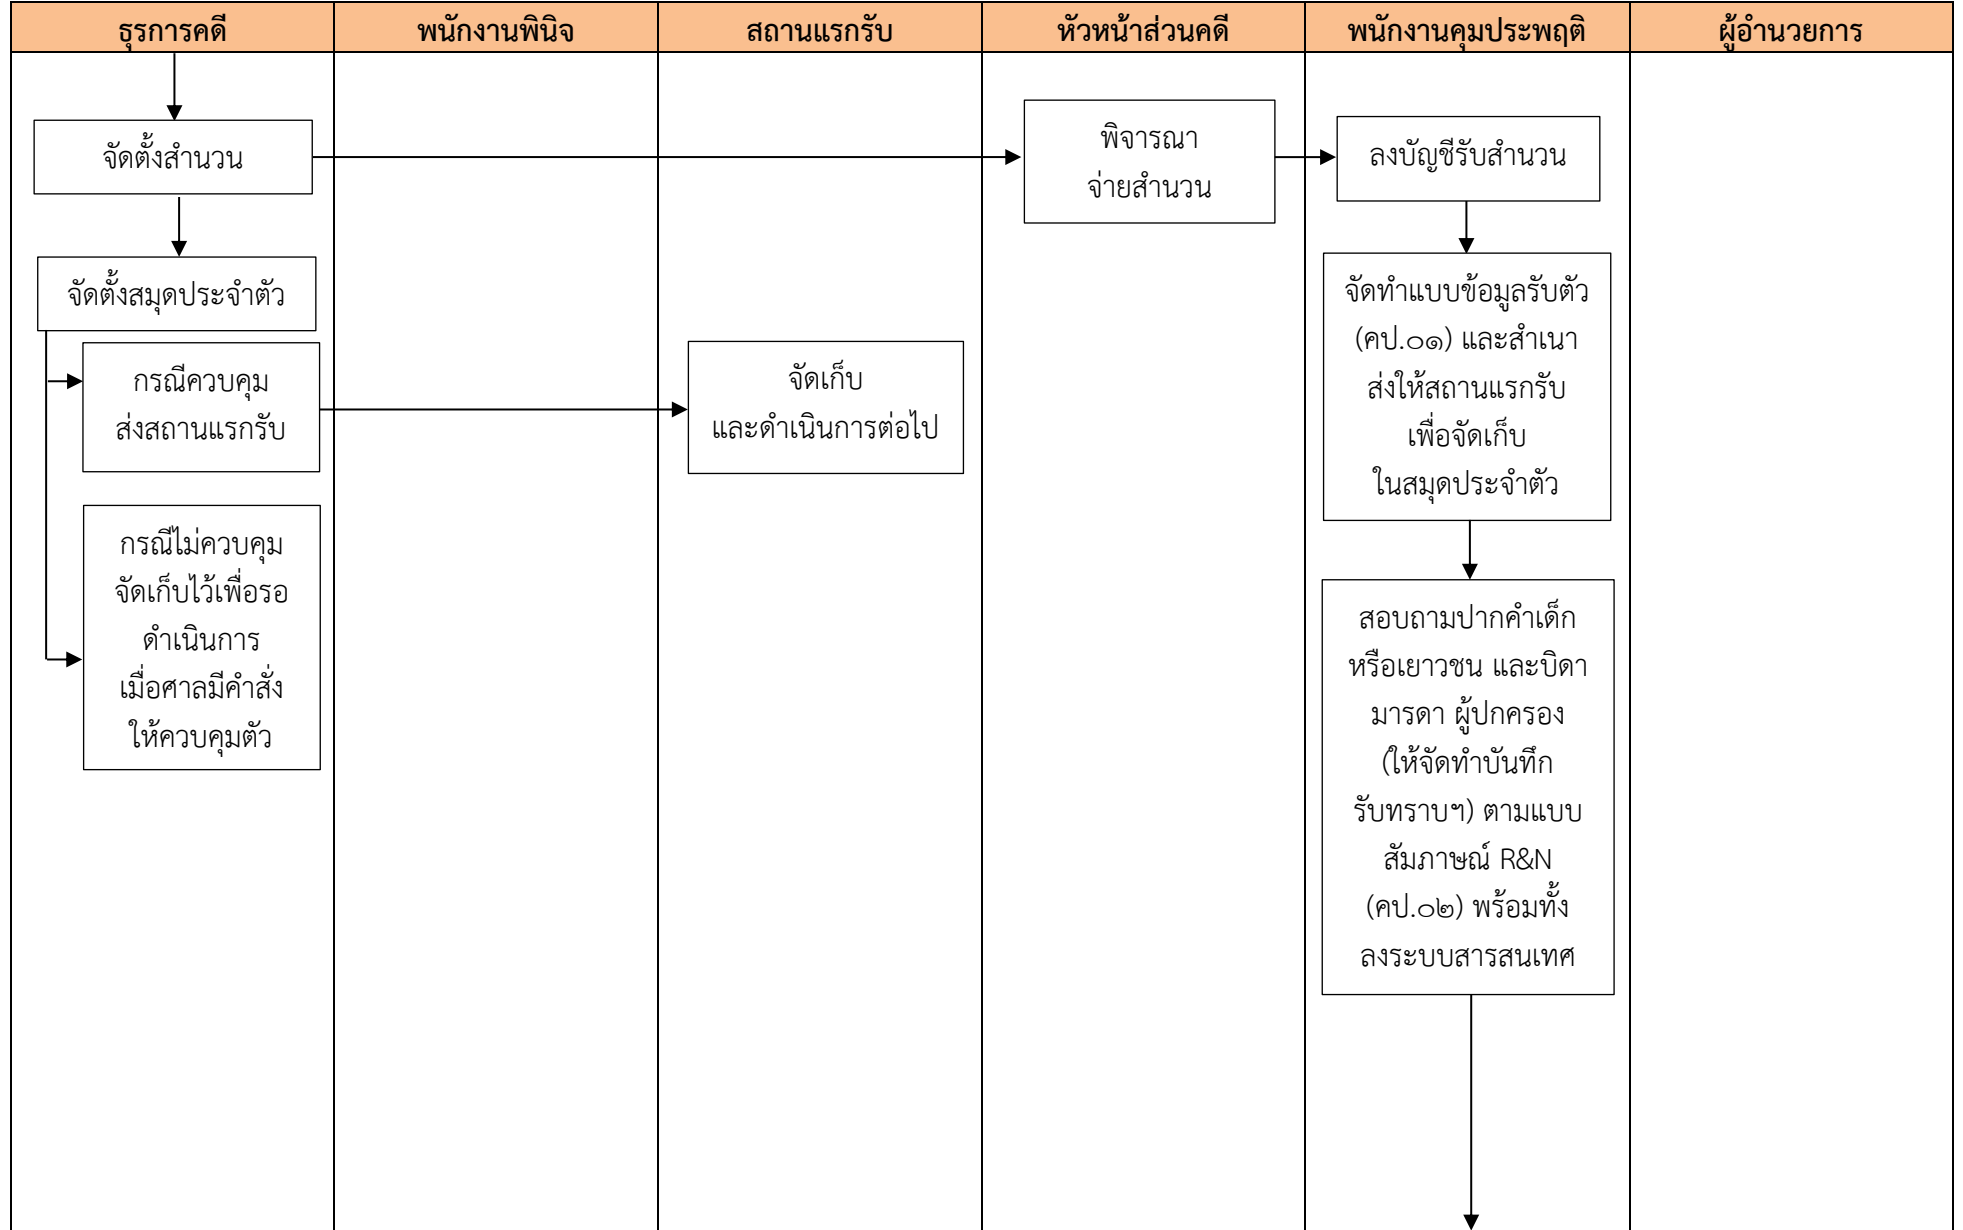 ธุรการคดี
พนักงานพินิจ
สถานแรกรับ
หัวหน้าส่วนคดี
พนักงานคุมประพฤติ
ผู้อำนวยการ
จัดตั้งสำนวน
พิจารณา
จ่ายสำนวน
ลงบัญชีรับสำนวน
จัดตั้งสมุดประจำตัว
กรณีควบคุม
ส่งสถานแรกรับ
จัดเก็บ
และดำเนินการต่อไป
จัดทำแบบข้อมูลรับตัว
(คป.๐๑) และสำเนา
ส่งให้สถานแรกรับ
เพื่อจัดเก็บ
ในสมุดประจำตัว
กรณีไม่ควบคุม
จัดเก็บไว้เพื่อรอ
ดำเนินการ
เมื่อศาลมีคำสั่ง
ให้ควบคุมตัว
สอบถามปากคำเด็ก
หรือเยาวชน และบิดา
มารดา ผู้ปกครอง
(ให้จัดทำบันทึก
รับทราบฯ) ตามแบบ
สัมภาษณ์ R&N
(คป.๐๒) พร้อมทั้ง
ลงระบบสารสนเทศ